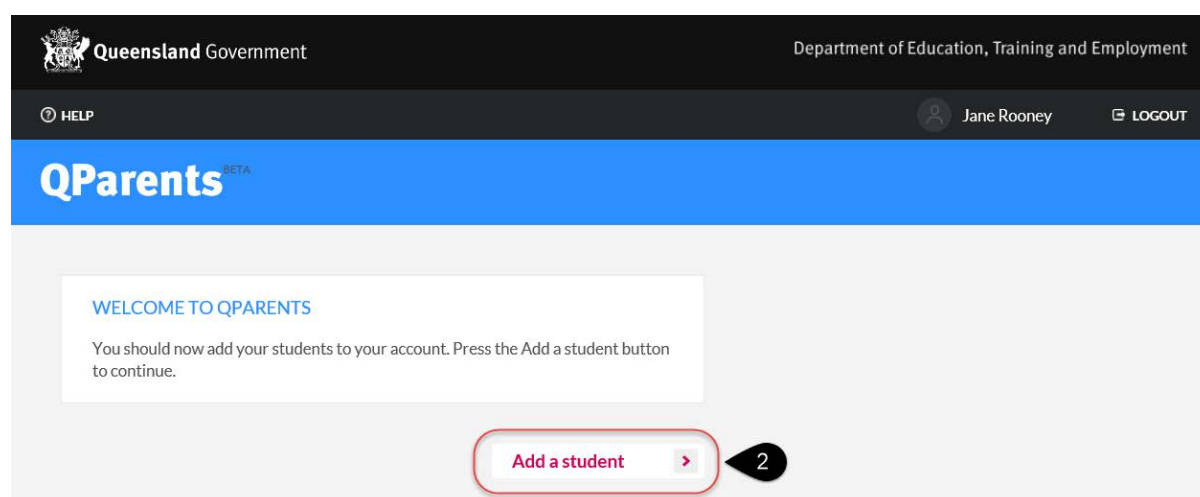 Queensland Government
Department of Education, Training and Employment
? HELP
Jane Rooney
LOGOUT
QParents BETA
WELCOME TO QPARENTS
You should now add your students to your account. Press the Add a student button
to continue.
Add a student >
2